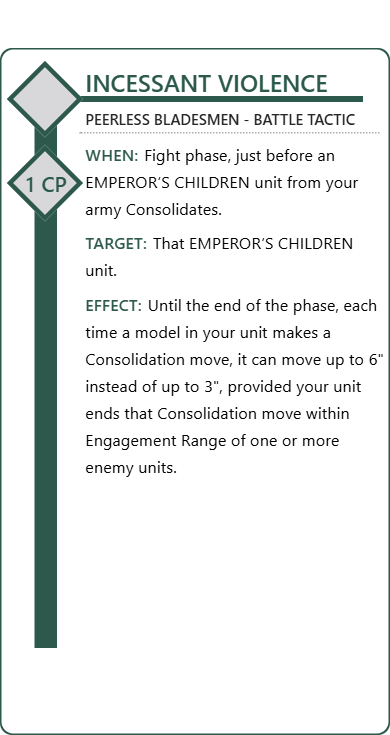 INCESSANT VIOLENCE
PEERLESS BLADESMEN - BATTLE TACTIC
1 CP
WHEN: Fight phase, just before an
EMPEROR’S CHILDREN unit from your
army Consolidates.
TARGET: That EMPEROR’S CHILDREN
unit.
EFFECT: Until the end of the phase, each
time a model in your unit makes a
Consolidation move, it can move up to 6"
instead of up to 3", provided your unit
ends that Consolidation move within
Engagement Range of one or more
enemy units.